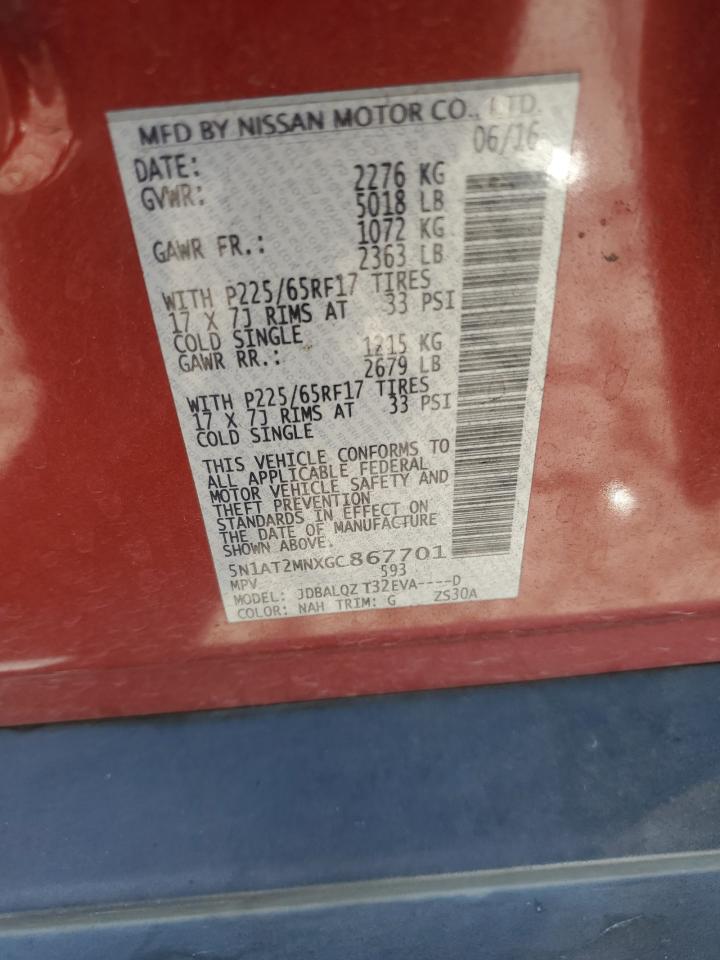 MFD BY NISSAN MOTOR CO., LTD.
DATE: 06/16
GVWR: 2276 KG
5018 LB
GAWR FR.: 1072 KG
2363 LB
WITH P225/65RF17 TIRES
17 X 7J RIMS AT 33 PSI
COLD SINGLE
GAWR RR.: 1215 KG
2679 LB
WITH P225/65RF17 TIRES
17 X 7J RIMS AT 33 PSI
COLD SINGLE
THIS VEHICLE CONFORMS TO
ALL APPLICABLE FEDERAL
MOTOR VEHICLE SAFETY AND
THEFT PREVENTION
STANDARDS IN EFFECT ON
THE DATE OF MANUFACTURE
SHOWN ABOVE.
5N1AT2MNXGC867701
MPV 593
MODEL: JDBALQZ T32EVA----D
COLOR: NAH TRIM: G ZS30A